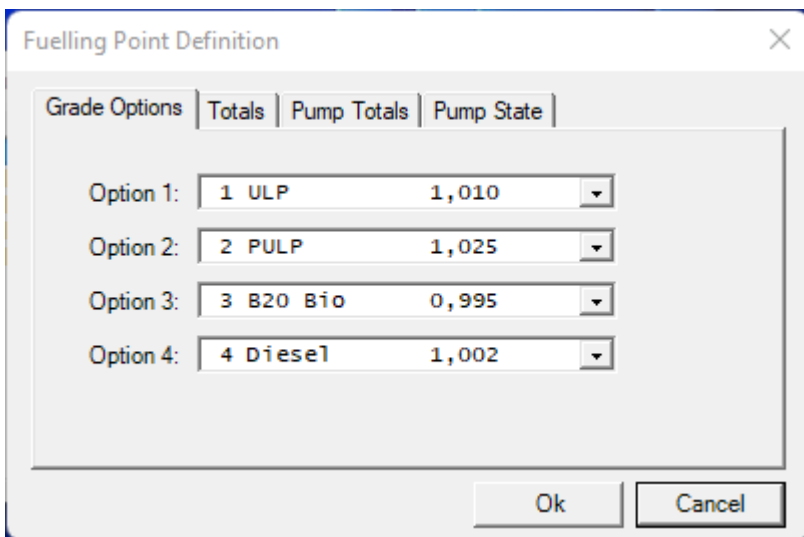 Fuelling Point Definition
Grade Options Totals Pump Totals Pump State
Option 1: 1 ULP 1,010
Option 2: 2 PULP 1,025
Option 3: 3 B20 Bio 0,995
Option 4: 4 Diesel 1,002
Ok Cancel